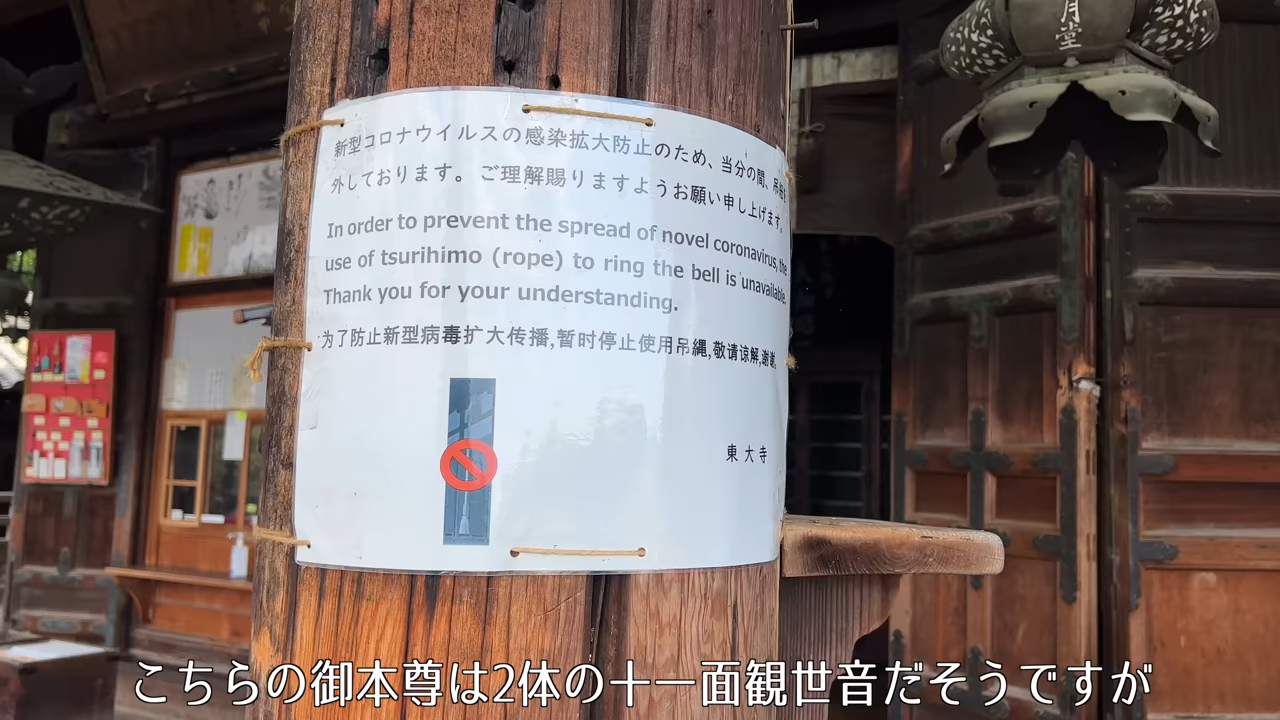 月堂
新型コロナウイルスの感染拡大防止のため、当分の間、吊紐を
外しております。ご理解賜りますようお願い申し上げます。
In order to prevent the spread of novel coronavirus, the
use of tsurihimo (rope) to ring the bell is unavailable.
Thank you for your understanding.
为了防止新型病毒扩大传播,暂时停止使用吊縄,敬请谅解,谢谢。
東大寺
こちらの御本尊は2体の十一面観世音だそうですが